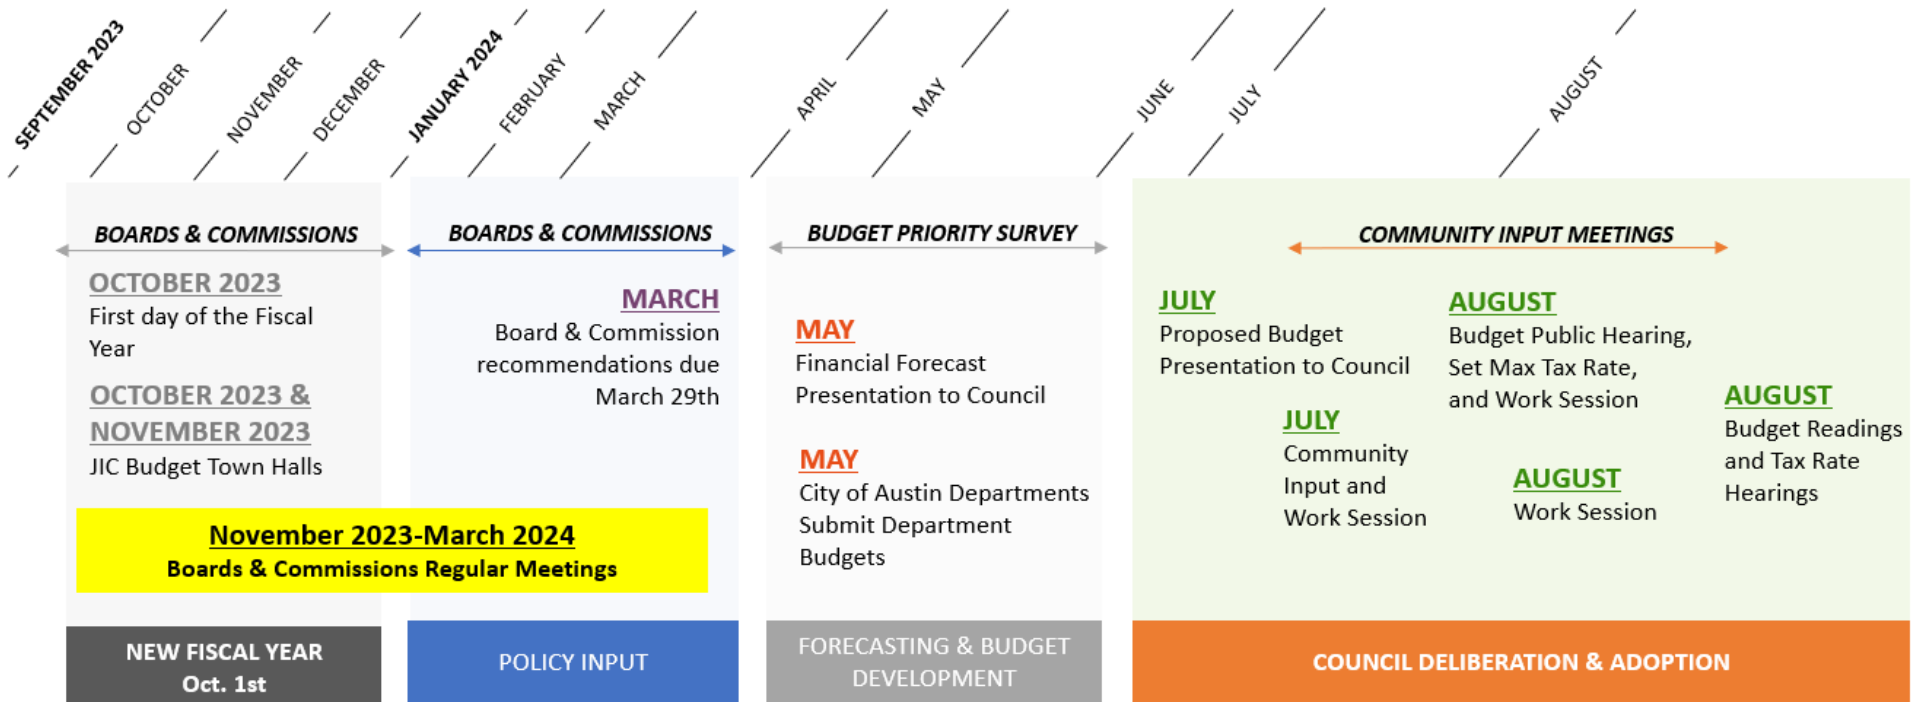 SEPTEMBER 2023
OCTOBER
NOVEMBER
DECEMBER
JANUARY 2024
FEBRUARY
MARCH
APRIL
MAY
JUNE
JULY
AUGUST
BOARDS & COMMISSIONS
OCTOBER 2023
First day of the Fiscal
Year
OCTOBER 2023 &
NOVEMBER 2023
JIC Budget Town Halls
November 2023-March 2024
Boards & Commissions Regular Meetings
NEW FISCAL YEAR
Oct. 1st
BOARDS & COMMISSIONS
MARCH
Board & Commission
recommendations due
March 29th
POLICY INPUT
BUDGET PRIORITY SURVEY
MAY
Financial Forecast
Presentation to Council
MAY
City of Austin Departments
Submit Department
Budgets
FORECASTING & BUDGET
DEVELOPMENT
COMMUNITY INPUT MEETINGS
JULY
Proposed Budget
Presentation to Council
JULY
Community
Input and
Work Session
AUGUST
Budget Public Hearing,
Set Max Tax Rate,
and Work Session
AUGUST
Work Session
AUGUST
Budget Readings
and Tax Rate
Hearings
COUNCIL DELIBERATION & ADOPTION